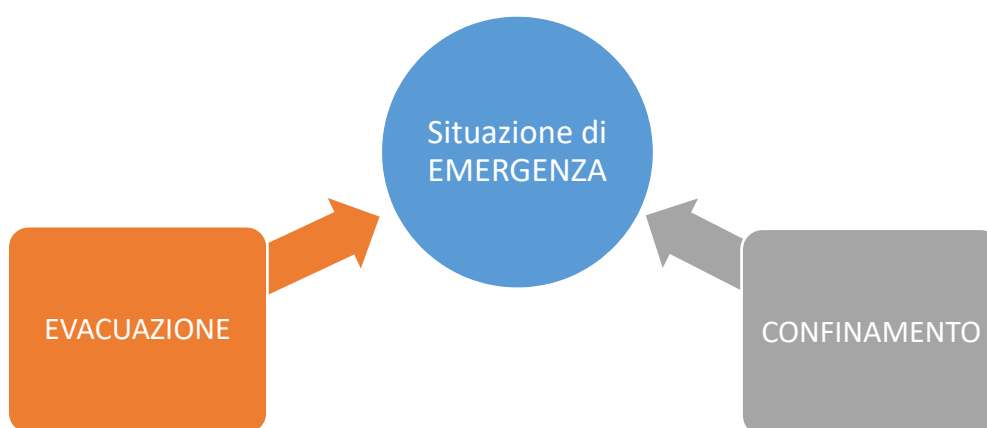 Situazione di
EMERGENZA
EVACUAZIONE
CONFINAMENTO